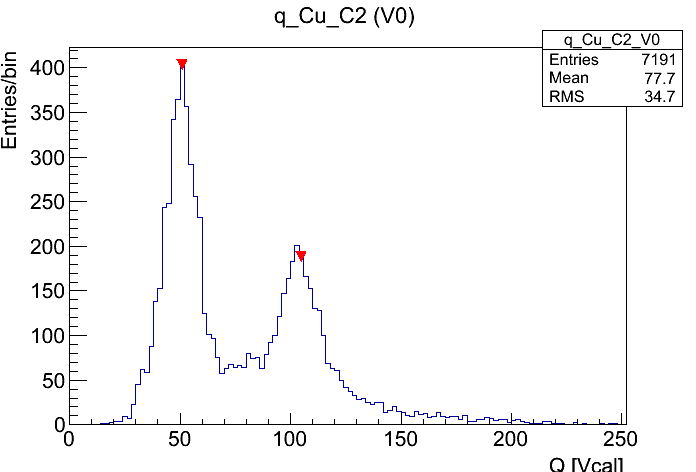 q_Cu_C2 (V0)
q_Cu_C2_V0
Entries 7191
Mean 77.7
RMS 34.7
Entries/bin
400
350
300
250
200
150
100
50
0
0 50 100 150 200 250
Q [Vcal]